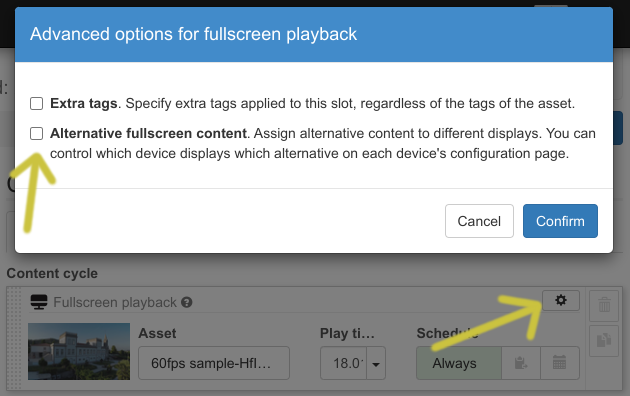 Advanced options for fullscreen playback
Extra tags. Specify extra tags applied to this slot, regardless of the tags of the asset.
Alternative fullscreen content. Assign alternative content to different displays. You can
control which device displays which alternative on each device's configuration page.
Cancel
Confirm
Content cycle
Fullscreen playback
Asset
Play ti...
Schedule
60fps sample-Hfl...
18.01
Always